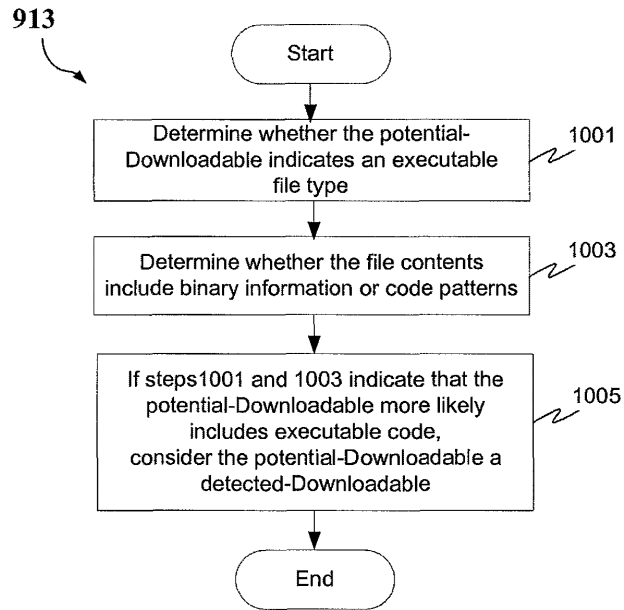 913
Start
Determine whether the potential-
Downloadable indicates an executable
file type
1001
Determine whether the file contents
include binary information or code patterns
1003
If steps1001 and 1003 indicate that the
potential-Downloadable more likely
includes executable code,
consider the potential-Downloadable a
detected-Downloadable
1005
End